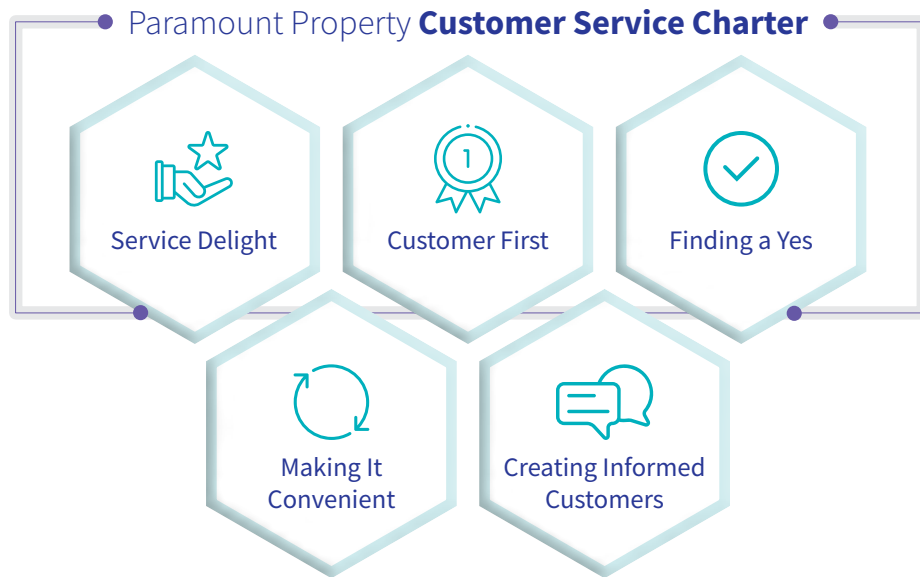 Paramount Property Customer Service Charter
1
Service Delight
Customer First
Finding a Yes
Making It
Convenient
Creating Informed
Customers